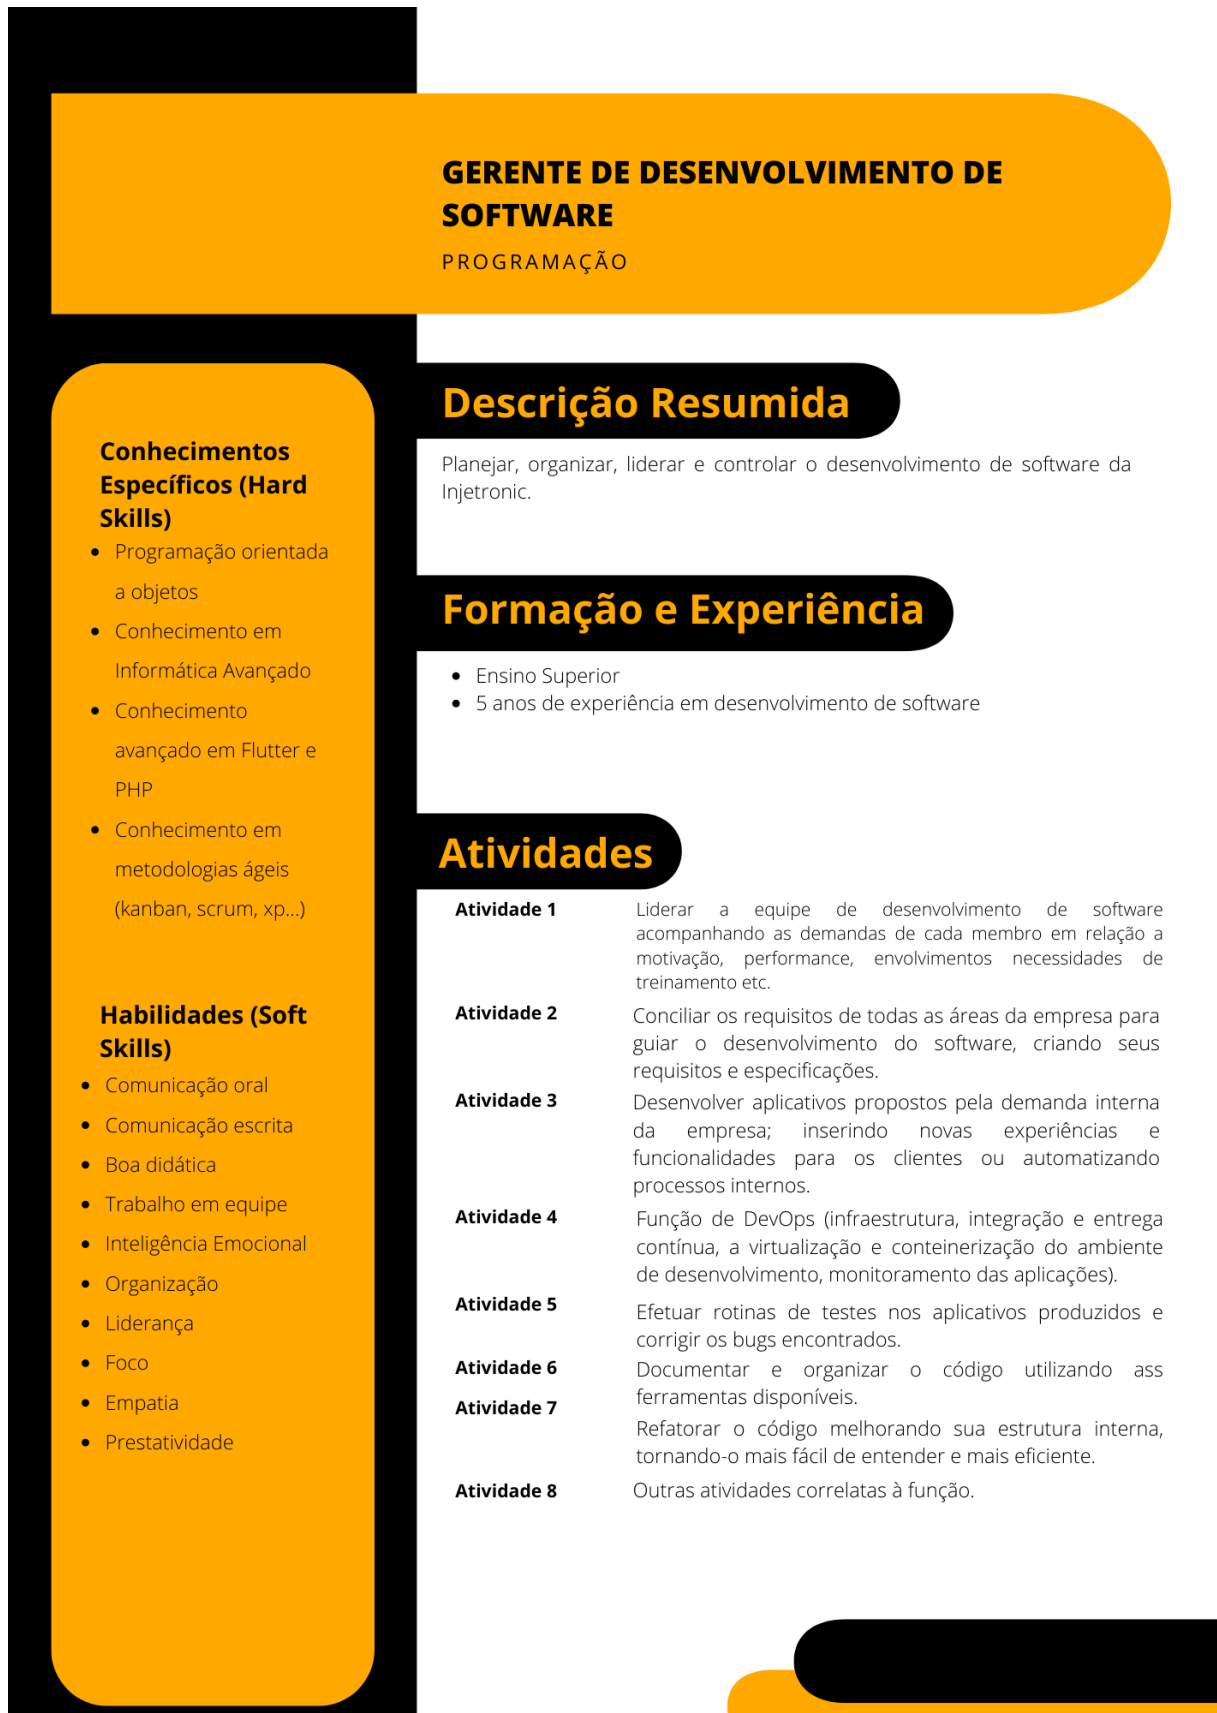 GERENTE DE DESENVOLVIMENTO DE
SOFTWARE
PROGRAMAÇÃO
Conhecimentos
Específicos (Hard
Skills)
• Programação orientada
a objetos
• Conhecimento em
Informática Avançado
• Conhecimento
avançado em Flutter e
PHP
• Conhecimento em
metodologias ágeis
(kanban, scrum, xp...)
Habilidades (Soft
Skills)
• Comunicação oral
• Comunicação escrita
• Boa didática
• Trabalho em equipe
• Inteligência Emocional
• Organização
• Liderança
• Foco
• Empatia
• Prestatividade
Descrição Resumida
Planejar, organizar, liderar e controlar o desenvolvimento de software da
Injetronic.
Formação e Experiência
• Ensino Superior
• 5 anos de experiência em desenvolvimento de software
Atividades
Atividade 1 Liderar a equipe de desenvolvimento de software
acompanhando as demandas de cada membro em relação a
motivação, performance, envolvimentos necessidades de
treinamento etc.
Atividade 2 Conciliar os requisitos de todas as áreas da empresa para
guiar o desenvolvimento do software, criando seus
requisitos e especificações.
Atividade 3 Desenvolver aplicativos propostos pela demanda interna
da empresa; inserindo novas experiências e
funcionalidades para os clientes ou automatizando
processos internos.
Atividade 4 Função de DevOps (infraestrutura, integração e entrega
contínua, a virtualização e conteinerização do ambiente
de desenvolvimento, monitoramento das aplicações).
Atividade 5 Efetuar rotinas de testes nos aplicativos produzidos e
corrigir os bugs encontrados.
Atividade 6 Documentar e organizar o código utilizando ass
ferramentas disponíveis.
Atividade 7 Refatorar o código melhorando sua estrutura interna,
tornando-o mais fácil de entender e mais eficiente.
Atividade 8 Outras atividades correlatas à função.